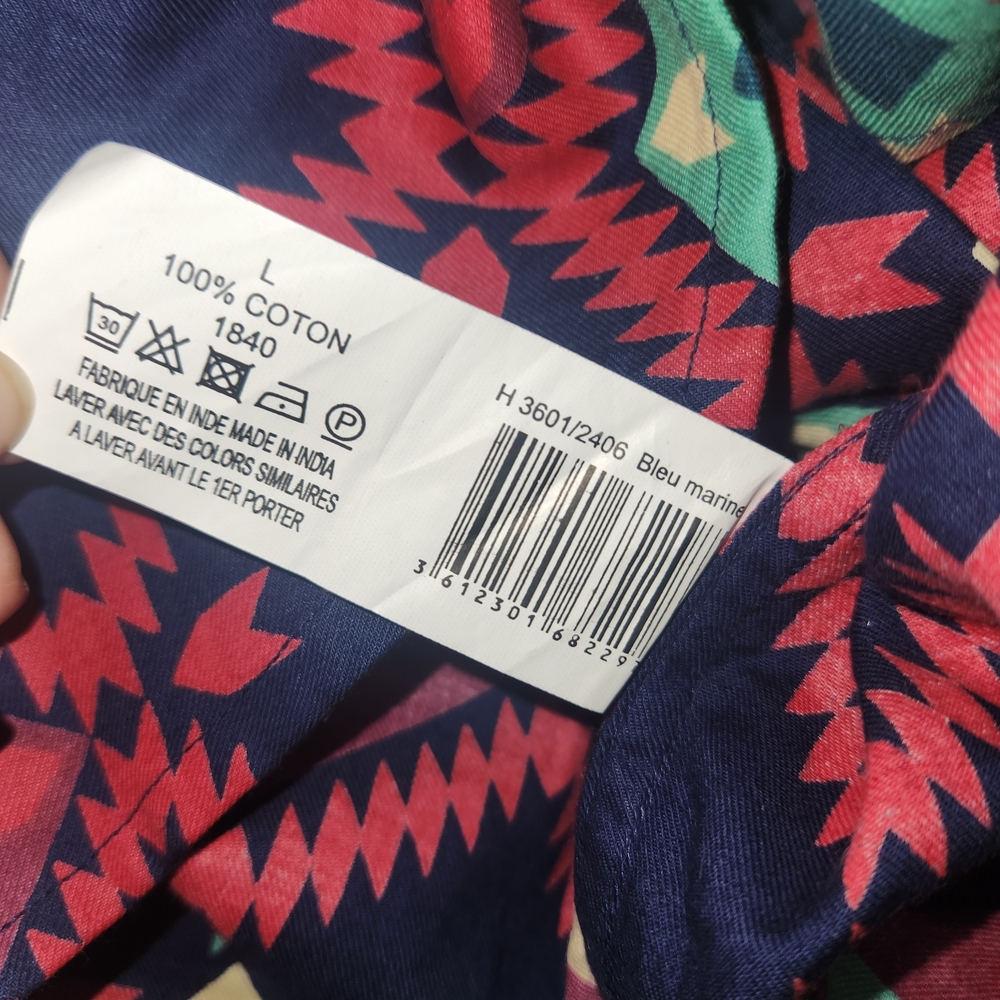 L
100% COTON
1840
30
P
FABRIQUE EN INDE MADE IN INDIA
LAVER AVEC DES COLORS SIMILAIRES
A LAVER AVANT LE 1ER PORTER
H 3601/2406 Bleu marine
3 612301 68229